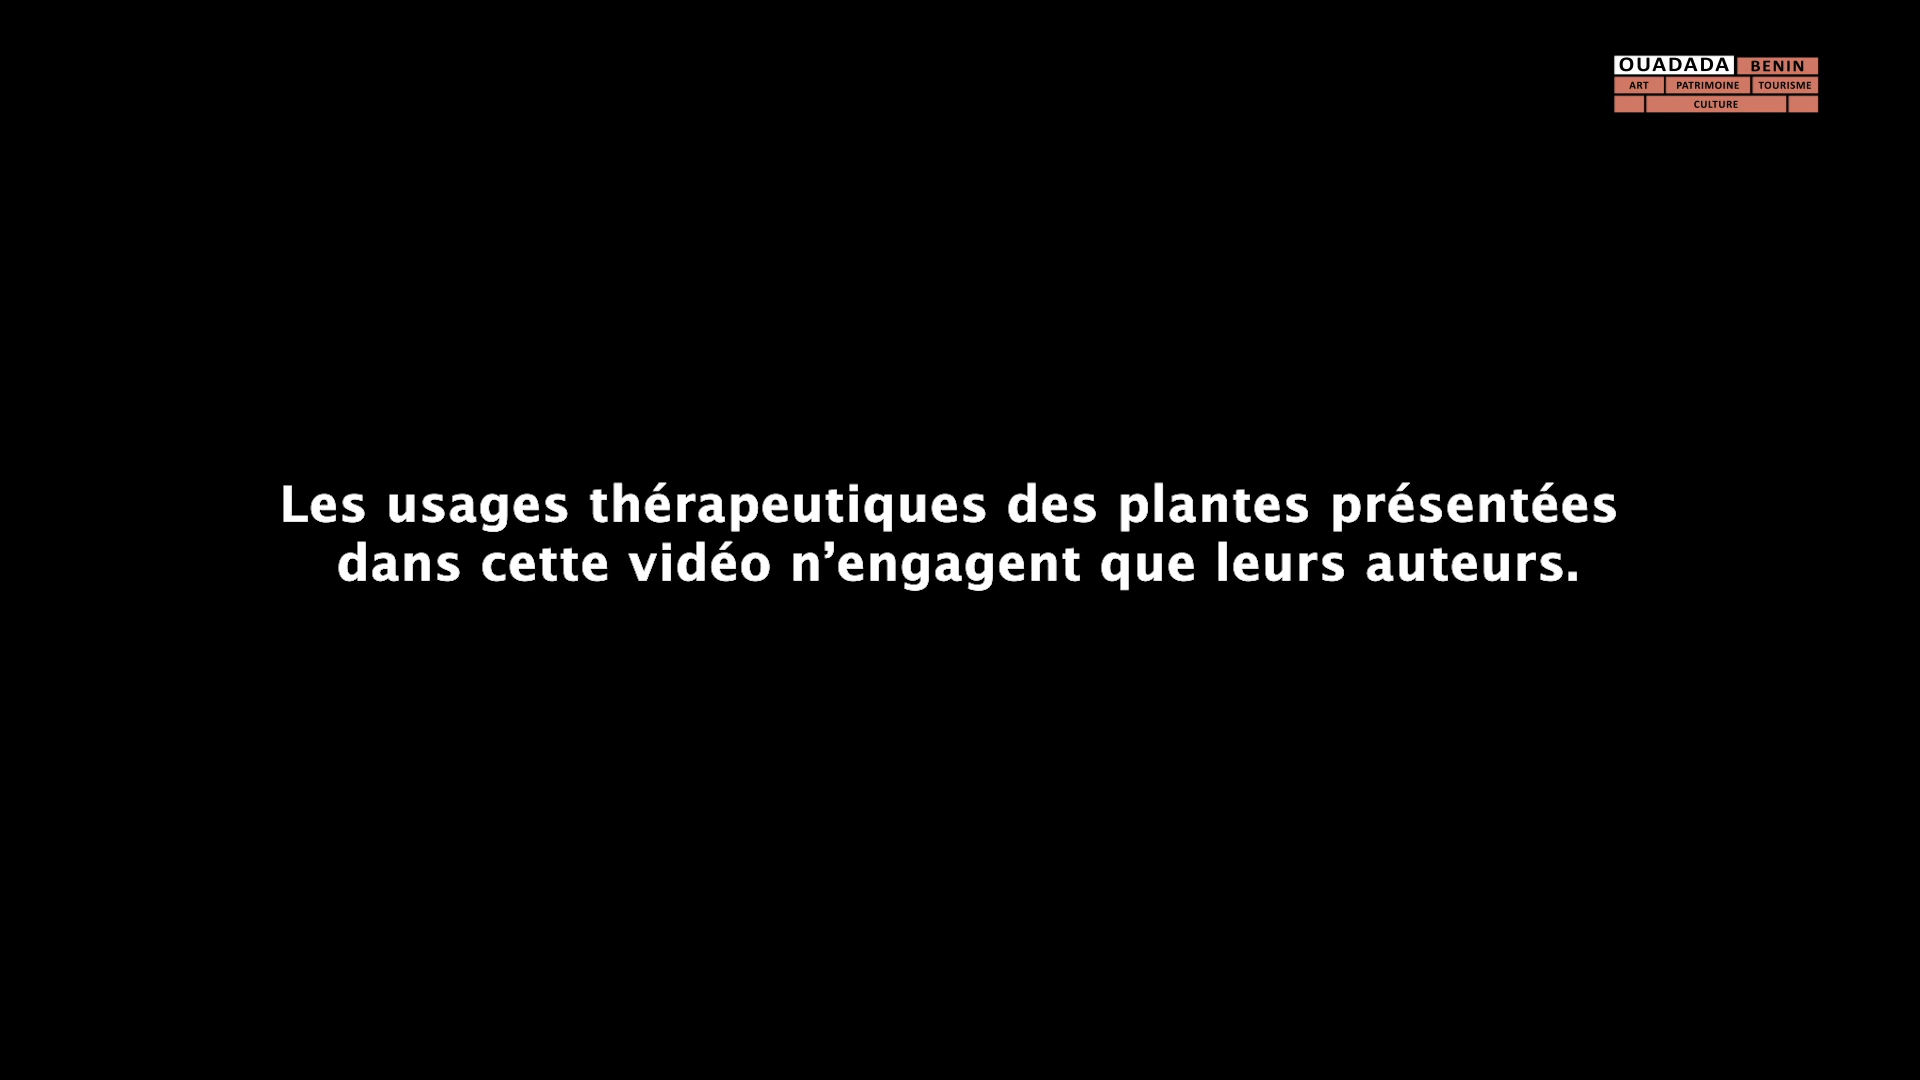 OUADADA BENIN
ART PATRIMOINE TOURISME
CULTURE
Les usages thérapeutiques des plantes présentées
dans cette vidéo n’engagent que leurs auteurs.